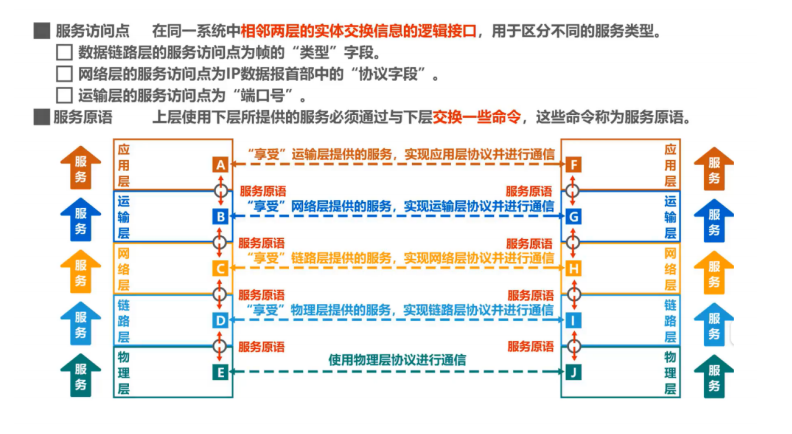 服务访问点 在同一系统中相邻两层的实体交换信息的逻辑接口，用于区分不同的服务类型。
数据链路层的服务访问点为帧的“类型”字段。
网络层的服务访问点为IP数据报首部中的“协议字段”。
运输层的服务访问点为“端口号”。
服务原语 上层使用下层所提供的服务必须通过与下层交换一些命令，这些命令称为服务原语。
服务 应用层 A “享受”运输层提供的服务，实现应用层协议并进行通信 F 应用层 服务
服务原语 服务原语
服务 运输层 B “享受”网络层提供的服务，实现运输层协议并进行通信 G 运输层 服务
服务原语 服务原语
服务 网络层 C “享受”链路层提供的服务，实现网络层协议并进行通信 H 网络层 服务
服务原语 服务原语
服务 链路层 D “享受”物理层提供的服务，实现链路层协议并进行通信 I 链路层 服务
服务原语 服务原语
服务 物理层 E 使用物理层协议进行通信 J 物理层 服务